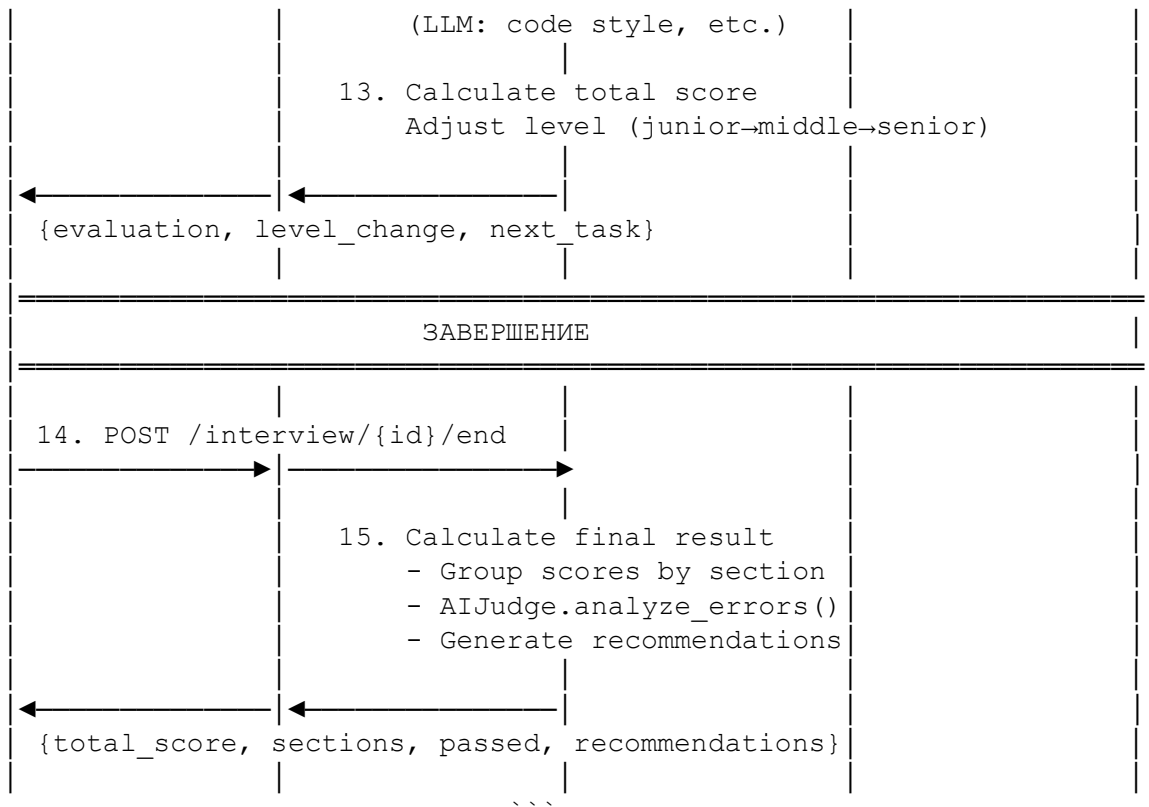 (LLM: code style, etc.)
13. Calculate total score
Adjust level (junior→middle→senior)
{evaluation, level_change, next_task}
ЗАВЕРШЕНИЕ
14. POST /interview/{id}/end
15. Calculate final result
- Group scores by section
- AIJudge.analyze_errors()
- Generate recommendations
{total_score, sections, passed, recommendations}
```